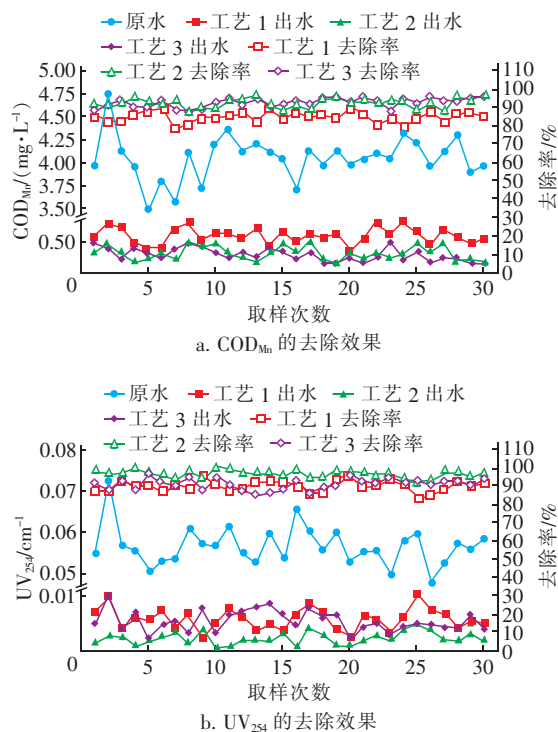 原水 工艺 1 出水 工艺 2 出水
工艺 3 出水 工艺 1 去除率
工艺 2 去除率 工艺 3 去除率
5.00
4.75
4.50
4.25
4.00
3.75
3.50
0.50
0
COD_Mn/(mg·L⁻¹)
110
100
90
80
70
60
50
40
30
20
10
0
去除率/%
5 10 15 20 25 30
取样次数
a. COD_Mn 的去除效果
原水 工艺 1 出水 工艺 2 出水
工艺 3 出水 工艺 1 去除率
工艺 2 去除率 工艺 3 去除率
0.08
0.07
0.06
0.05
0.01
0
UV₂₅₄/cm⁻¹
110
100
90
80
70
60
50
40
30
20
10
0
去除率/%
5 10 15 20 25 30
取样次数
b. UV₂₅₄ 的去除效果